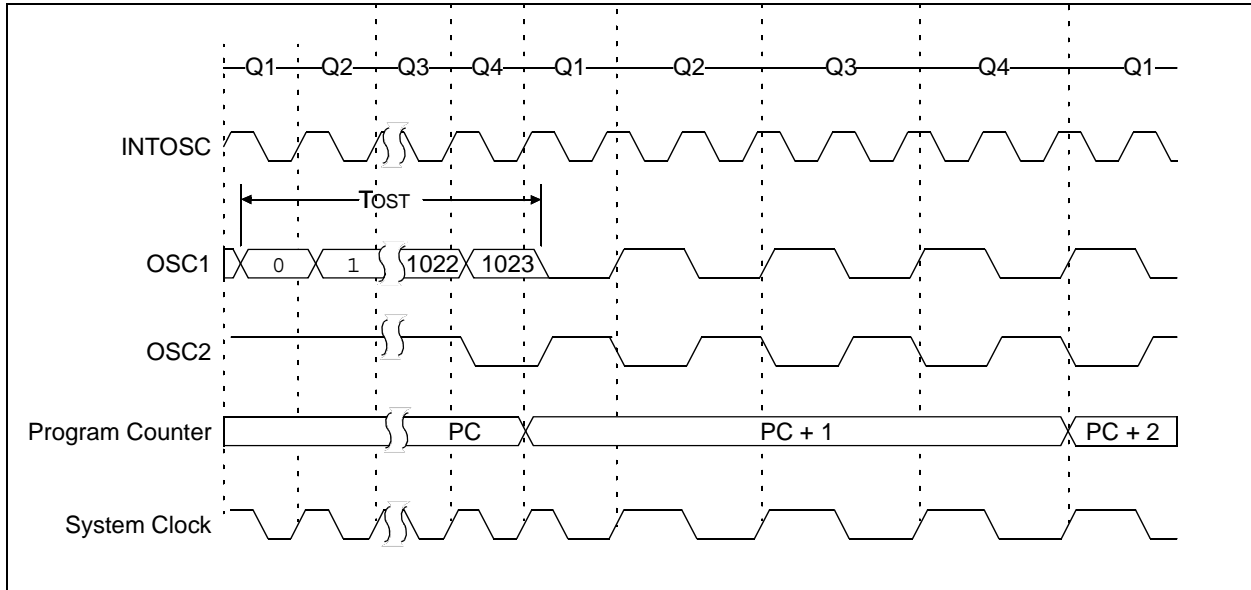 Q1 Q2 Q3 Q4 Q1 Q2 Q3 Q4 Q1
INTOSC
TOST
OSC1 0 1 1022 1023
OSC2
Program Counter PC PC + 1 PC + 2
System Clock